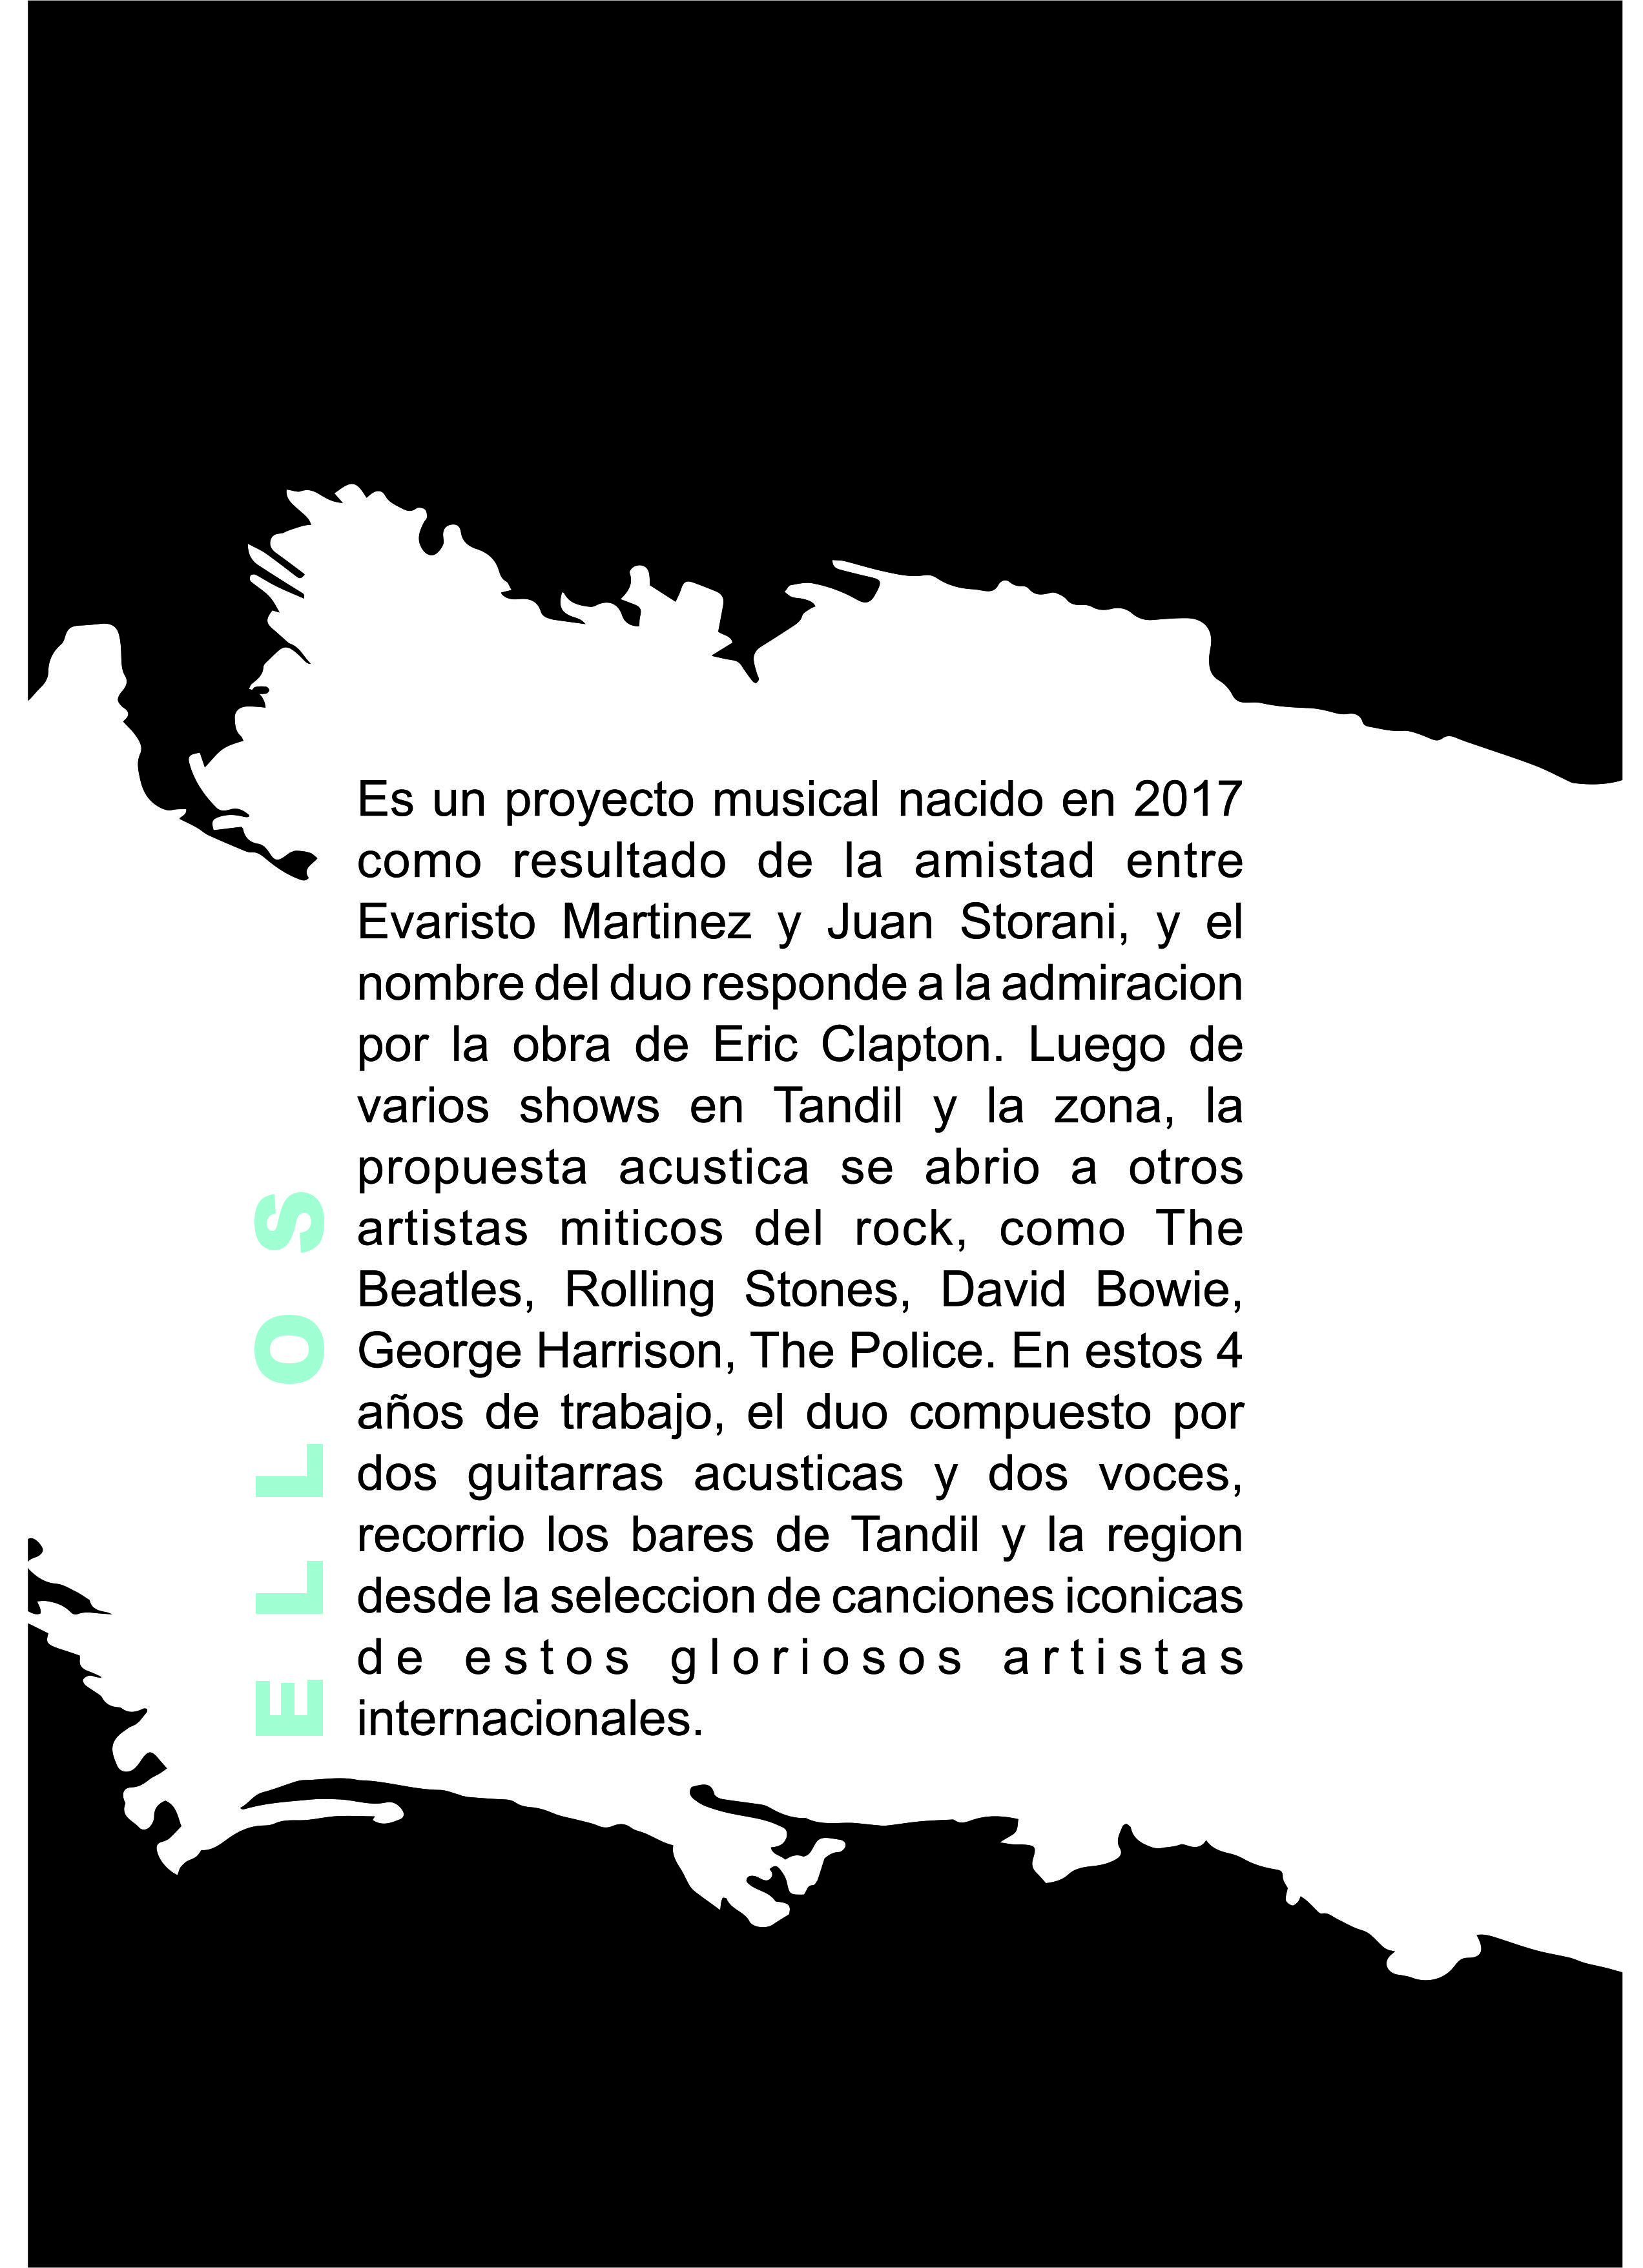 ELLOS
Es un proyecto musical nacido en 2017
como resultado de la amistad entre
Evaristo Martinez y Juan Storani, y el
nombre del duo responde a la admiracion
por la obra de Eric Clapton. Luego de
varios shows en Tandil y la zona, la
propuesta acustica se abrio a otros
artistas miticos del rock, como The
Beatles, Rolling Stones, David Bowie,
George Harrison, The Police. En estos 4
años de trabajo, el duo compuesto por
dos guitarras acusticas y dos voces,
recorrio los bares de Tandil y la region
desde la seleccion de canciones iconicas
de estos gloriosos artistas
internacionales.